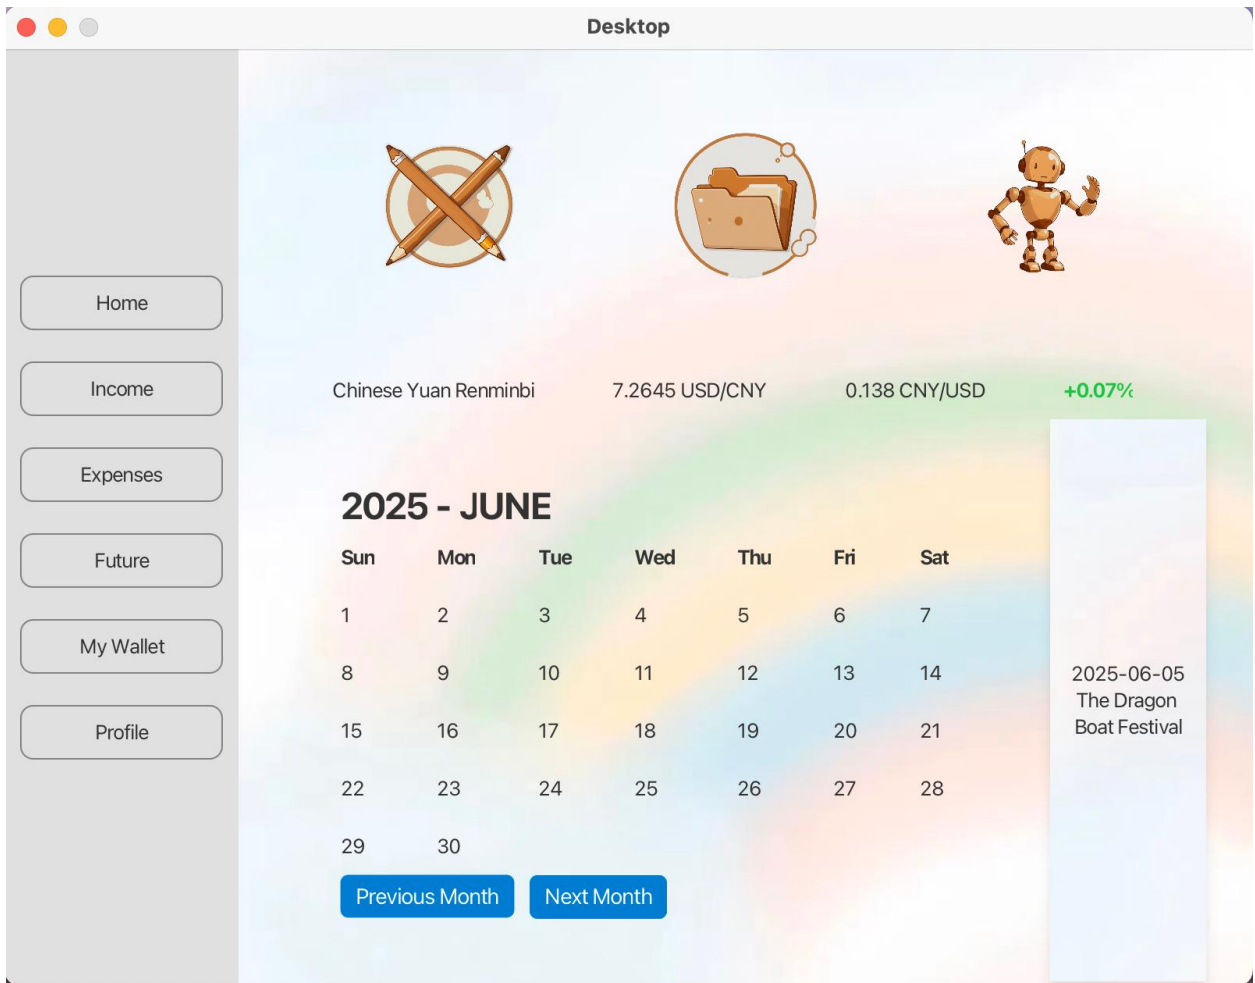 Desktop
Home
Income
Expenses
Future
My Wallet
Profile
Chinese Yuan Renminbi 7.2645 USD/CNY 0.138 CNY/USD +0.07%
2025 - JUNE
Sun Mon Tue Wed Thu Fri Sat
1 2 3 4 5 6 7
8 9 10 11 12 13 14
15 16 17 18 19 20 21
22 23 24 25 26 27 28
29 30
Previous Month Next Month
2025-06-05
The Dragon
Boat Festival